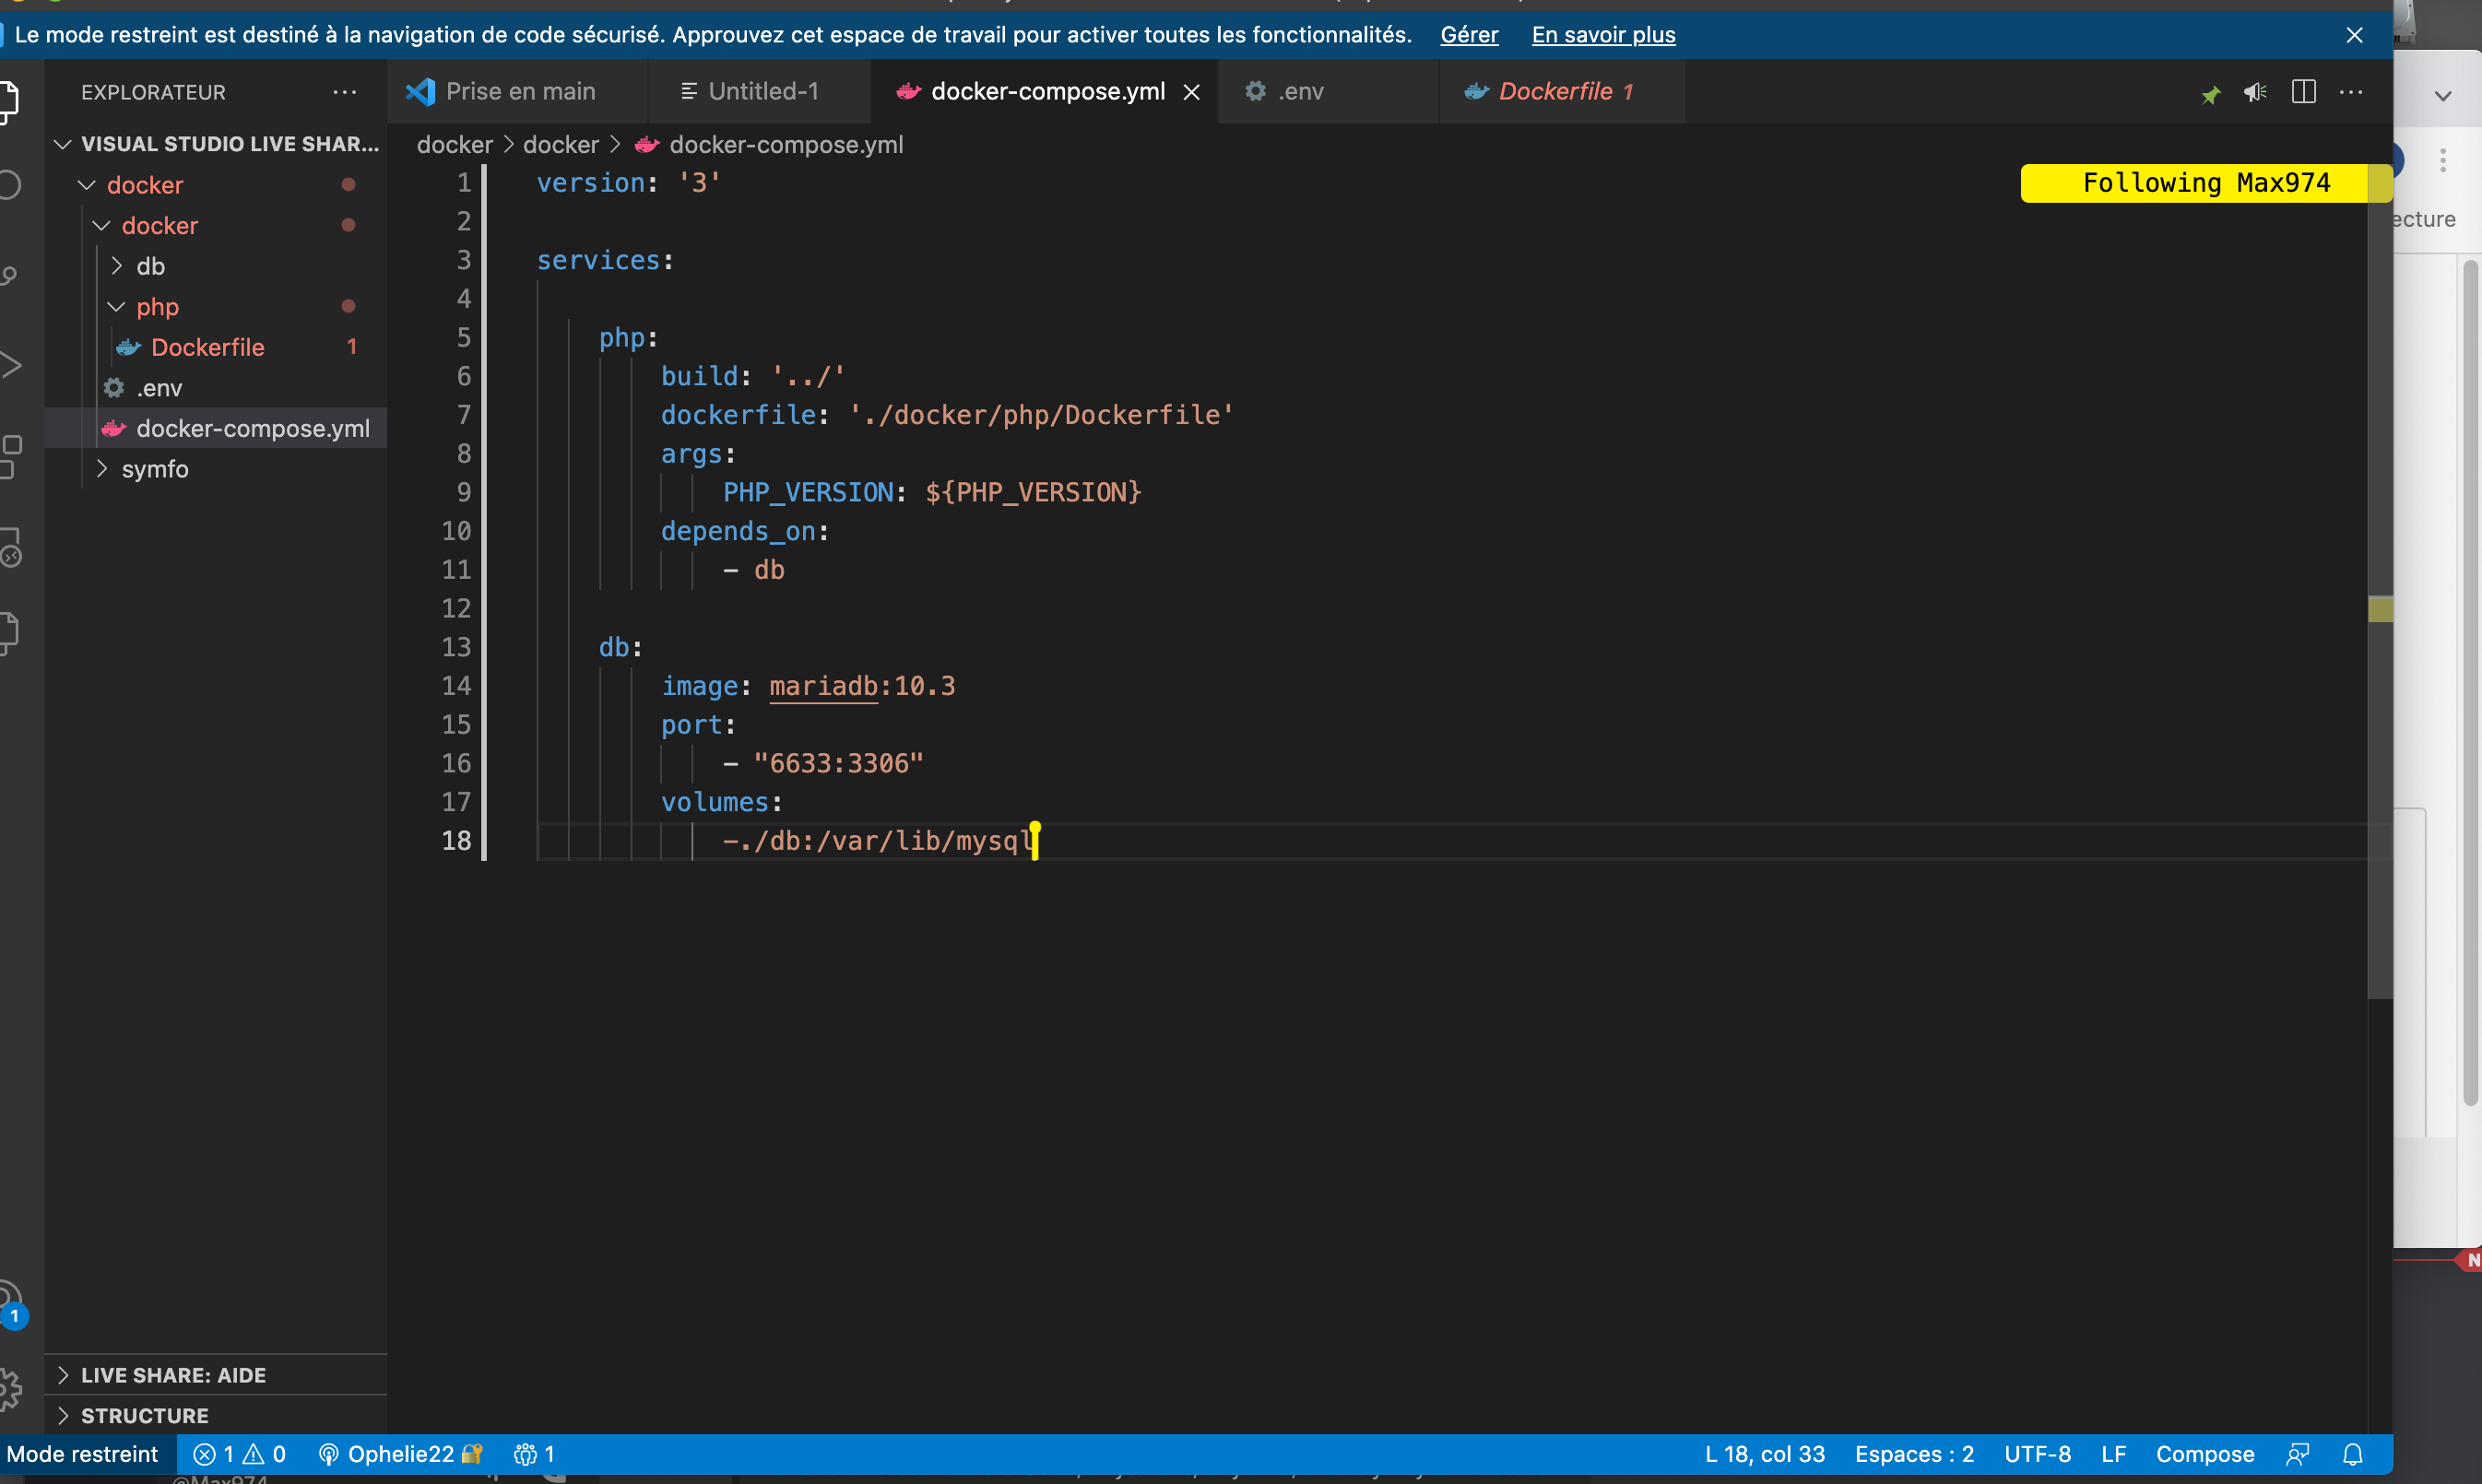 Le mode restreint est destiné à la navigation de code sécurisé. Approuvez cet espace de travail pour activer toutes les fonctionnalités. Gérer En savoir plus
EXPLORATEUR
Prise en main
Untitled-1
docker-compose.yml
.env
Dockerfile 1
VISUAL STUDIO LIVE SHAR...
docker
docker
db
php
Dockerfile 1
.env
docker-compose.yml
symfo
docker > docker > docker-compose.yml
Following Max974
ecture
1 version: '3'
2
3 services:
4
5 php:
6 build: '../'
7 dockerfile: './docker/php/Dockerfile'
8 args:
9 PHP_VERSION: ${PHP_VERSION}
10 depends_on:
11 - db
12
13 db:
14 image: mariadb:10.3
15 port:
16 - "6633:3306"
17 volumes:
18 -./db:/var/lib/mysql
N
1
LIVE SHARE: AIDE
STRUCTURE
Mode restreint 1 0 Ophelie22 1
L 18, col 33 Espaces : 2 UTF-8 LF Compose
@Max974